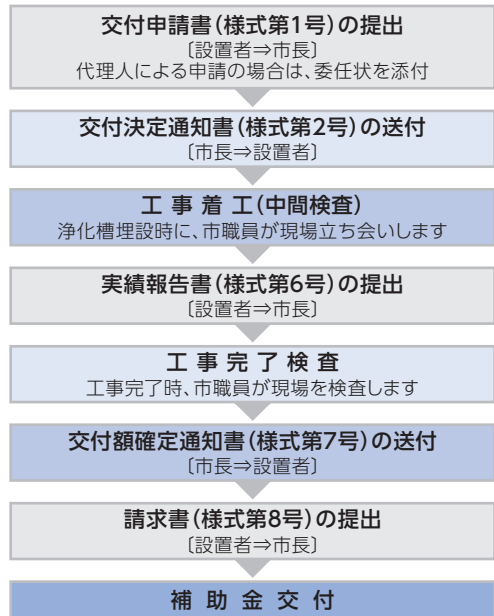 交付申請書(様式第1号)の提出
〔設置者⇒市長〕
代理人による申請の場合は、委任状を添付
交付決定通知書(様式第2号)の送付
〔市長⇒設置者〕
工事着工(中間検査)
浄化槽埋設時に、市職員が現場立ち会いします
実績報告書(様式第6号)の提出
〔設置者⇒市長〕
工事完了検査
工事完了時、市職員が現場を検査します
交付額確定通知書(様式第7号)の送付
〔市長⇒設置者〕
請求書(様式第8号)の提出
〔設置者⇒市長〕
補助金交付